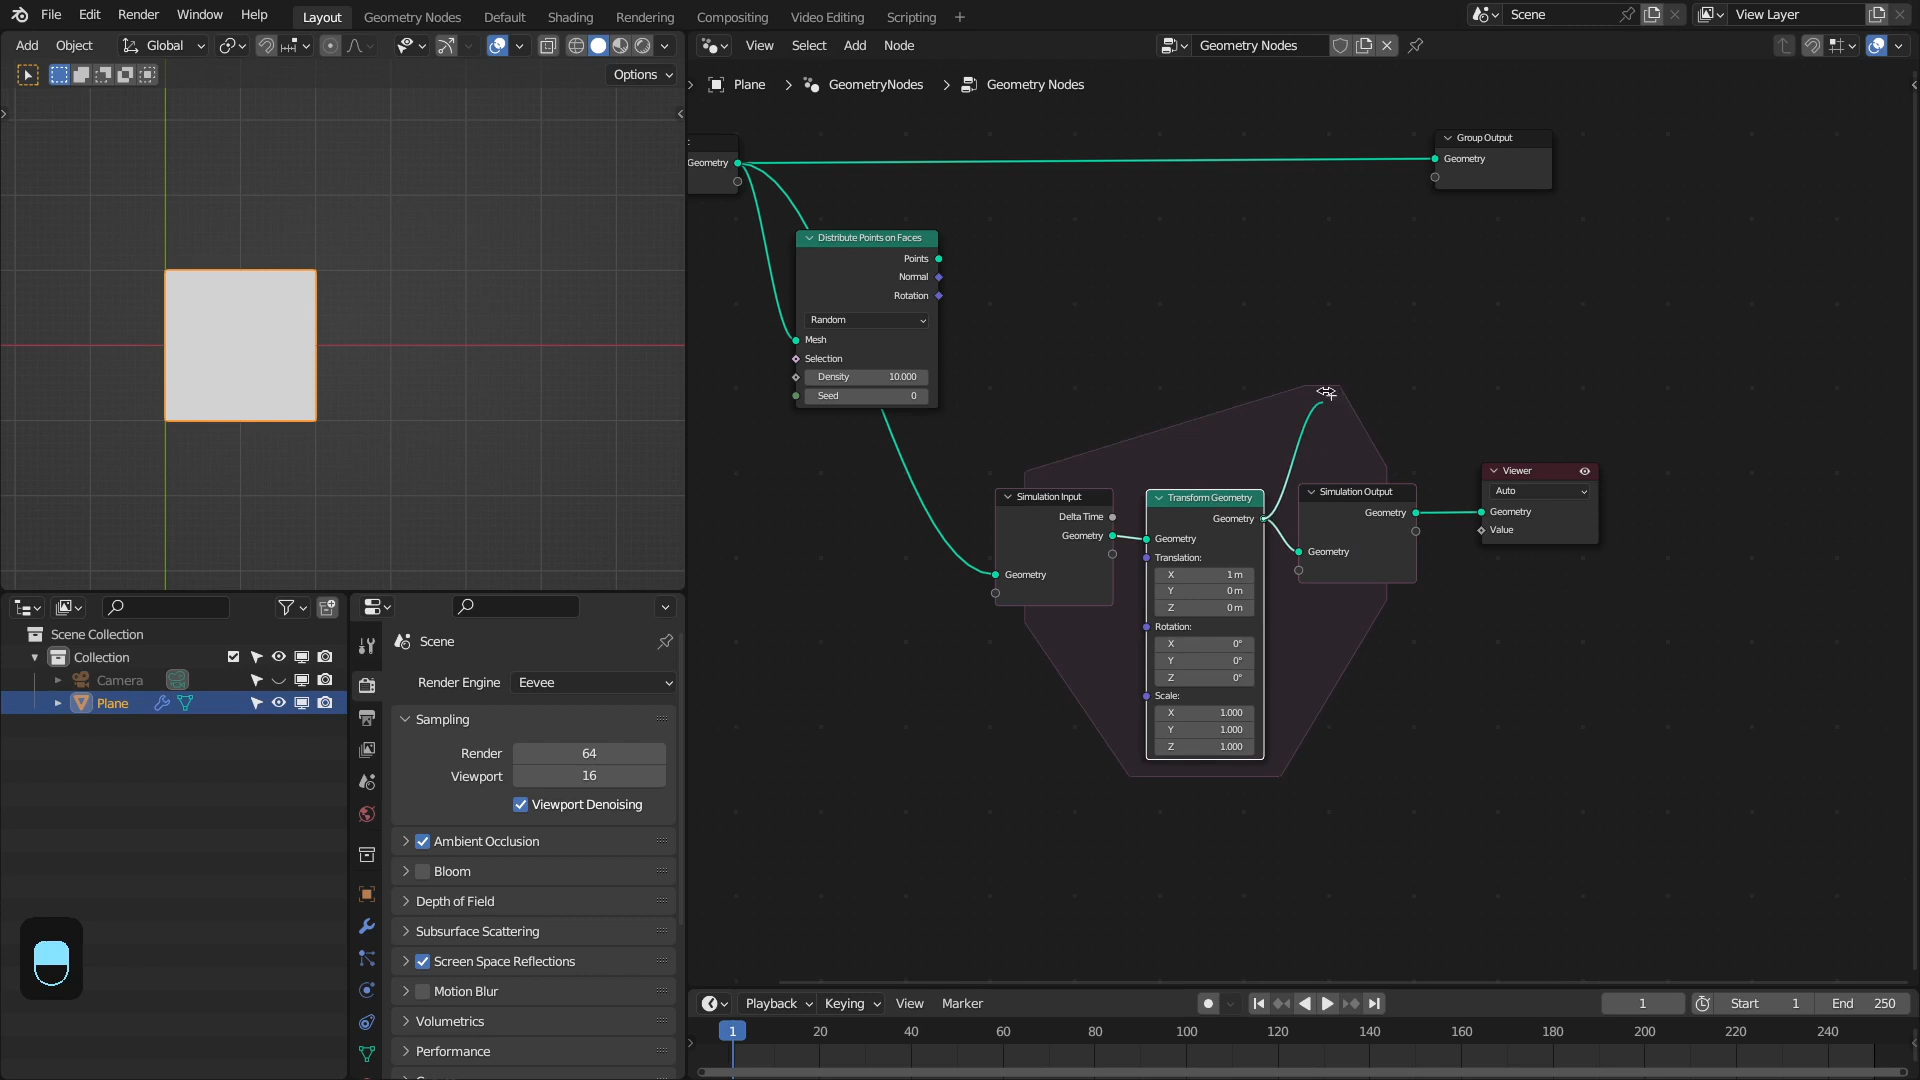 File Edit Render Window Help
Layout Geometry Nodes Default Shading Rendering Compositing Video Editing Scripting +
Scene
View Layer
Add Object Global
Options
View Select Add Node
Geometry Nodes
Plane > GeometryNodes > Geometry Nodes
Geometry
Group Output
Geometry
Distribute Points on Faces
Points
Normal
Rotation
Random
Mesh
Selection
Density 10.000
Seed 0
Simulation Input
Delta Time
Geometry
Geometry
Transform Geometry
Geometry
Geometry
Translation:
X 1 m
Y 0 m
Z 0 m
Rotation:
X 0°
Y 0°
Z 0°
Scale:
X 1.000
Y 1.000
Z 1.000
Simulation Output
Geometry
Geometry
Viewer
Auto
Geometry
Value
Scene Collection
Collection
Camera
Plane
Scene
Render Engine Eevee
Sampling
Render 64
Viewport 16
Viewport Denoising
Ambient Occlusion
Bloom
Depth of Field
Subsurface Scattering
Screen Space Reflections
Motion Blur
Volumetrics
Performance
Playback Keying View Marker
1
Start 1 End 250
1 20 40 60 80 100 120 140 160 180 200 220 240